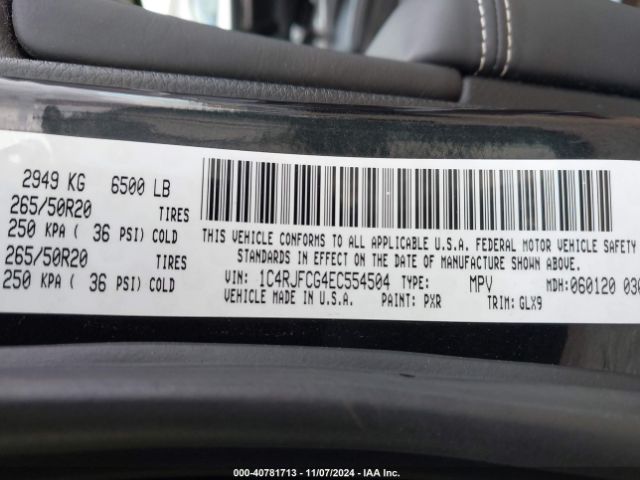 2949 KG 6500 LB
265/50R20 TIRES
250 KPA ( 36 PSI) COLD
265/50R20 TIRES
250 KPA ( 36 PSI) COLD
THIS VEHICLE CONFORMS TO ALL APPLICABLE U.S.A. FEDERAL MOTOR VEHICLE SAFETY
STANDARDS IN EFFECT ON THE DATE OF MANUFACTURE SHOWN ABOVE.
VIN: 1C4RJFCG4EC554504 TYPE: MPV MDH: 060120 030
VEHICLE MADE IN U.S.A. PAINT: PXR TRIM: GLX9
000-40781713 - 11/07/2024 - IAA Inc.